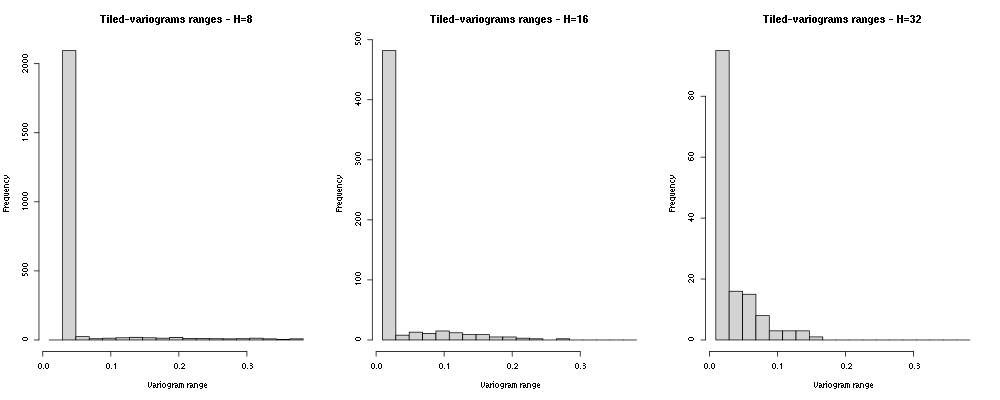 Tiled-variograms ranges - H=8
Frequency
2000
1500
1000
500
0
0.0 0.1 0.2 0.3
Variogram range
Tiled-variograms ranges - H=16
Frequency
500
400
300
200
100
0
0.0 0.1 0.2 0.3
Variogram range
Tiled-variograms ranges - H=32
Frequency
80
60
40
20
0
0.0 0.1 0.2 0.3
Variogram range